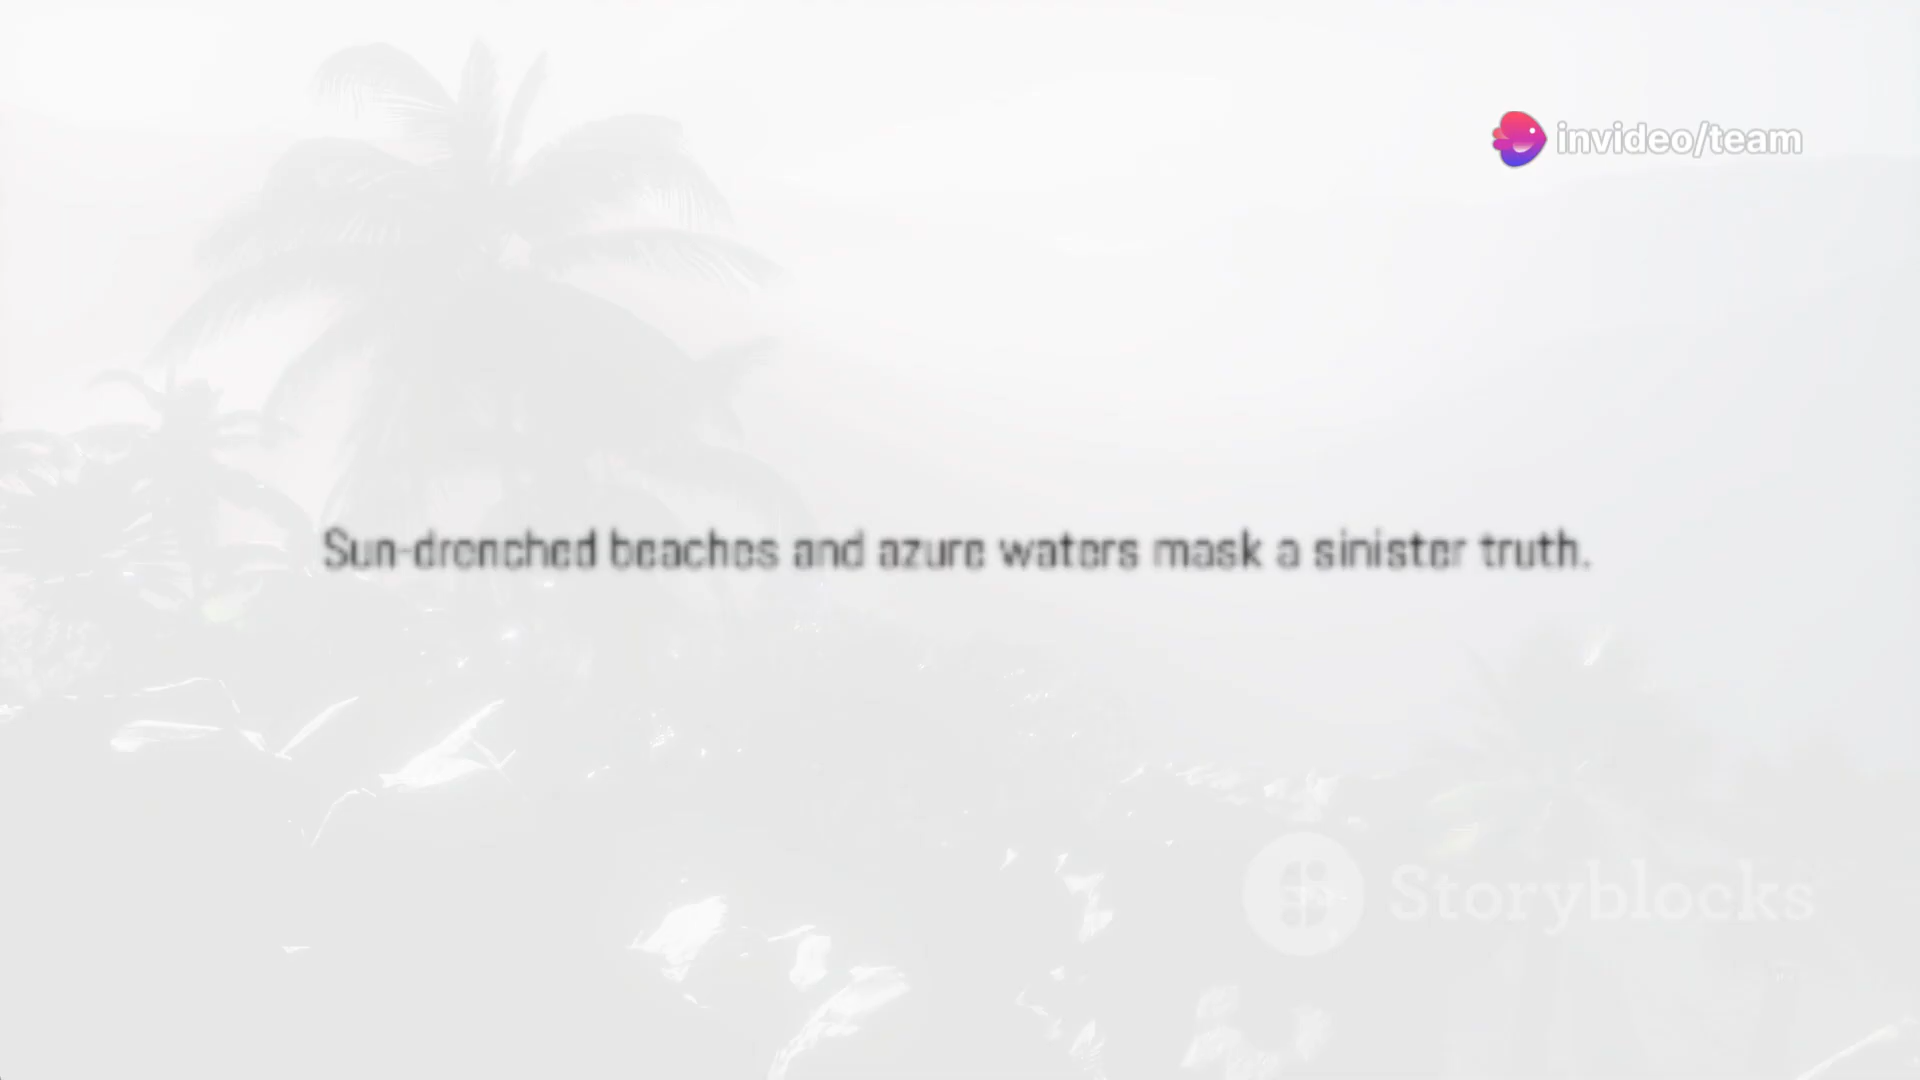 invideo/team
Sun-drenched beaches and azure waters mask a sinister truth.
Storyblocks